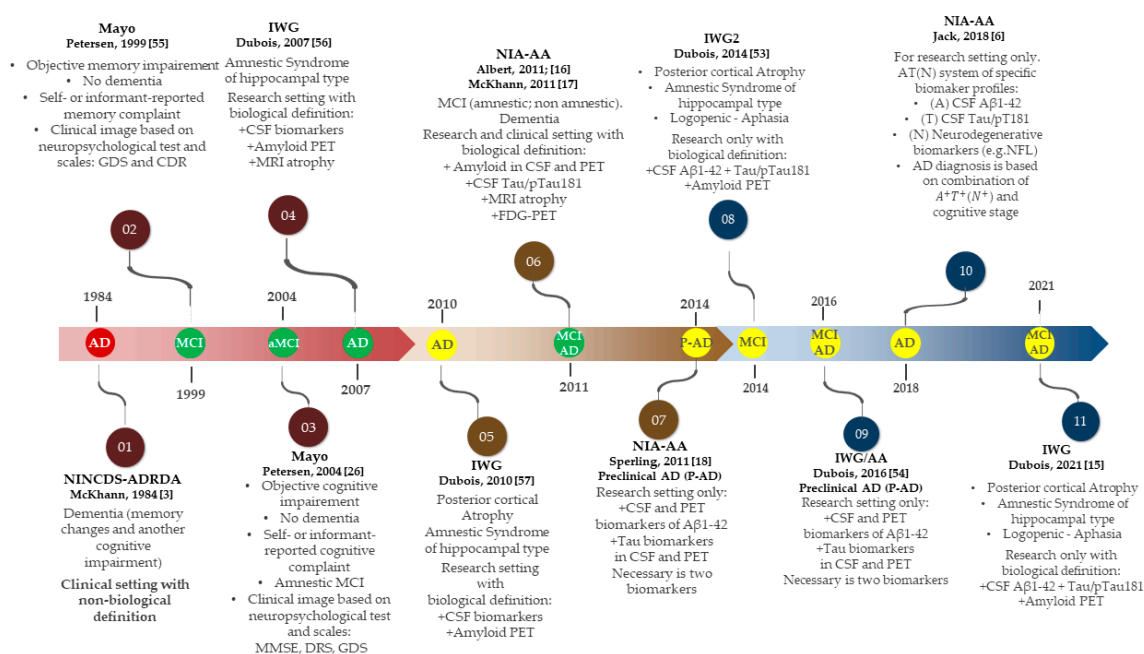 Mayo
Petersen, 1999 [55]
• Objective memory impairment
• No dementia
• Self- or informant-reported
memory complaint
• Clinical image based on
neuropsychological test and
scales: GDS and CDR
02
IWG
Dubois, 2007 [56]
Amnestic Syndrome
of hippocampal type
Research setting with
biological definition:
+CSF biomarkers
+Amyloid PET
+MRI atrophy
04
NIA-AA
Albert, 2011; [16]
McKhann, 2011 [17]
MCI (amnestic; non amnestic).
Dementia
Research and clinical setting with
biological definition:
+ Amyloid in CSF and PET
+CSF Tau/pTau181
+MRI atrophy
+FDG-PET
06
IWG2
Dubois, 2014 [53]
• Posterior cortical Atrophy
• Amnestic Syndrome of
hippocampal type
• Logopenic - Aphasia
Research only with
biological definition:
+CSF Aβ1-42 + Tau/pTau181
+Amyloid PET
08
NIA-AA
Jack, 2018 [6]
For research setting only.
AT(N) system of specific
biomaker profiles:
• (A) CSF Aβ1-42
• (T) CSF Tau/pT181
• (N) Neurodegenerative
biomarkers (e.g.NFL)
• AD diagnosis is based
on combination of
A⁺T⁺(N⁺) and
cognitive stage
10
1984
2004
2010
2014
2016
2021
AD
MCI
aMCI
AD
AD
MCI
AD
P-AD
MCI
MCI
AD
AD
MCI
AD
1999
2007
2011
2014
2018
01
NINCDS-ADRDA
McKhann, 1984 [3]
Dementia (memory
changes and another
cognitive
impairment)
Clinical setting with
non-biological
definition
03
Mayo
Petersen, 2004 [26]
• Objective cognitive
impairment
• No dementia
• Self- or informant-
reported cognitive
complaint
• Amnestic MCI
• Clinical image based on
neuropsychological test
and scales:
MMSE, DRS, GDS
05
IWG
Dubois, 2010 [57]
Posterior cortical
Atrophy
Amnestic Syndrome
of hippocampal type
Research setting
with
biological definition:
+CSF biomarkers
+Amyloid PET
07
NIA-AA
Sperling, 2011 [18]
Preclinical AD (P-AD)
Research setting only:
+CSF and PET
biomarkers of Aβ1-42
+Tau biomarkers
in CSF and PET
Necessary is two
biomarkers
09
IWG/AA
Dubois, 2016 [54]
Preclinical AD (P-AD)
Research setting only:
+CSF and PET
biomarkers of Aβ1-42
+Tau biomarkers
in CSF and PET
Necessary is two biomarkers
11
IWG
Dubois, 2021 [15]
• Posterior cortical Atrophy
• Amnestic Syndrome of
hippocampal type
• Logopenic - Aphasia
Research only with
biological definition:
+CSF Aβ1-42 + Tau/pTau181
+Amyloid PET